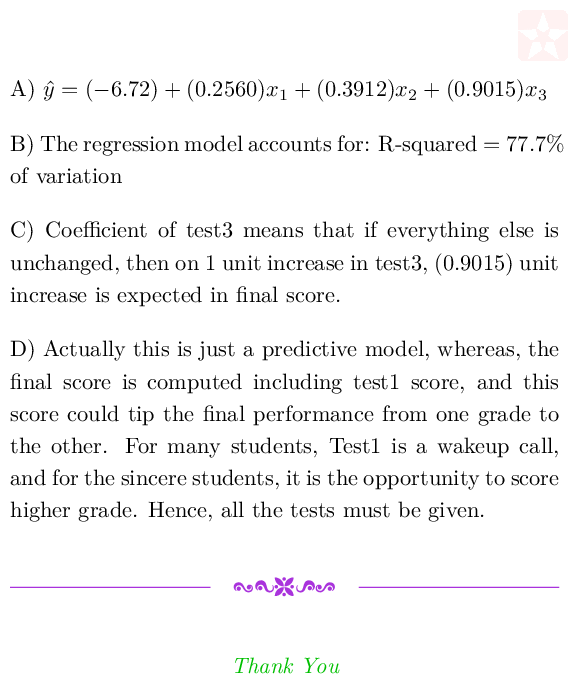 A) ŷ = (−6.72) + (0.2560)x₁ + (0.3912)x₂ + (0.9015)x₃
B) The regression model accounts for: R-squared = 77.7%
of variation
C) Coefficient of test3 means that if everything else is
unchanged, then on 1 unit increase in test3, (0.9015) unit
increase is expected in final score.
D) Actually this is just a predictive model, whereas, the
final score is computed including test1 score, and this
score could tip the final performance from one grade to
the other. For many students, Test1 is a wakeup call,
and for the sincere students, it is the opportunity to score
higher grade. Hence, all the tests must be given.
Thank You